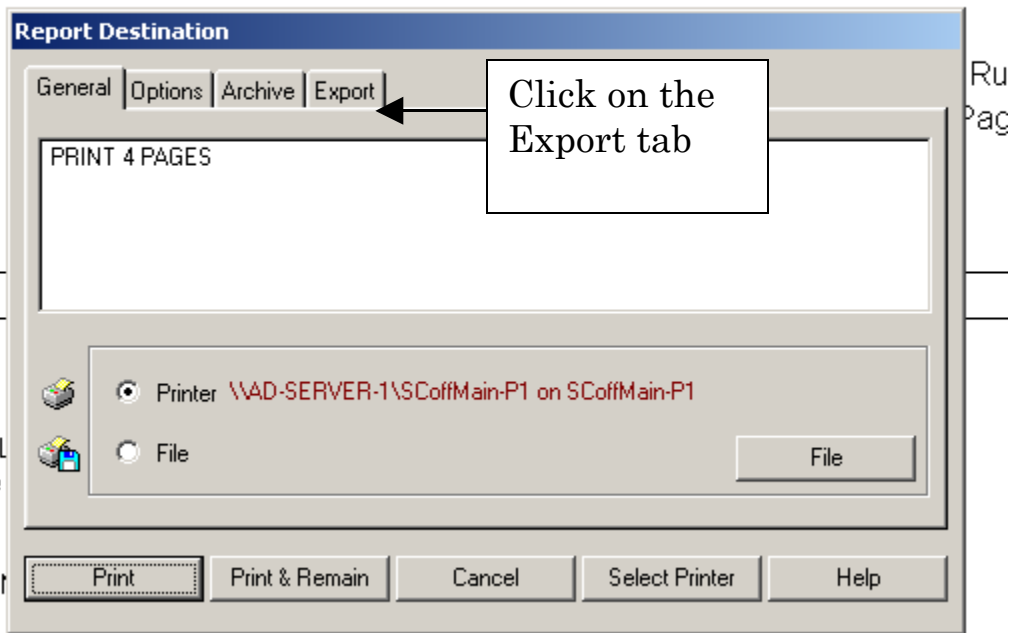 Report Destination
General Options Archive Export
Click on the
Export tab
Ru
Pag
PRINT 4 PAGES
Printer \\AD-SERVER-1\SCoffMain-P1 on SCoffMain-P1
File
File
Print Print & Remain Cancel Select Printer Help